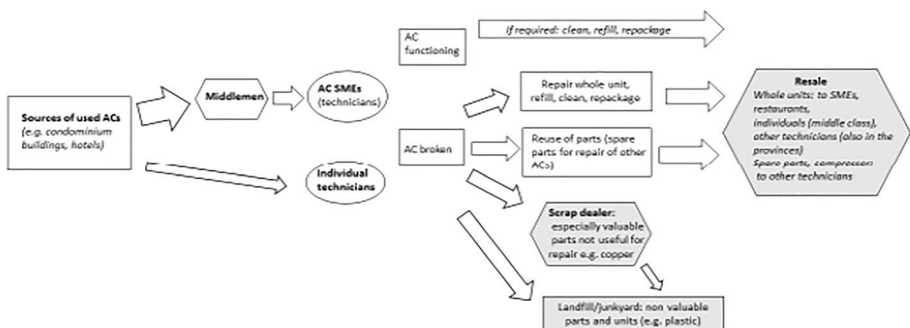 Sources of used ACs
(e.g. condominium
buildings, hotels)
Middlemen
AC SMEs
(technicians)
Individual
technicians
AC
functioning
If required: clean, refill, repackage
AC broken
Repair whole unit,
refill, clean, repackage
Reuse of parts (spare
parts for repair of other
ACs)
Scrap dealer:
especially valuable
parts not useful for
repair e.g. copper
Landfill/junkyard: non valuable
parts and units (e.g. plastic)
Resale
Whole units: to SMEs,
restaurants,
individuals (middle class),
other technicians (also in the
provinces)
Spare parts, compressors
to other technicians